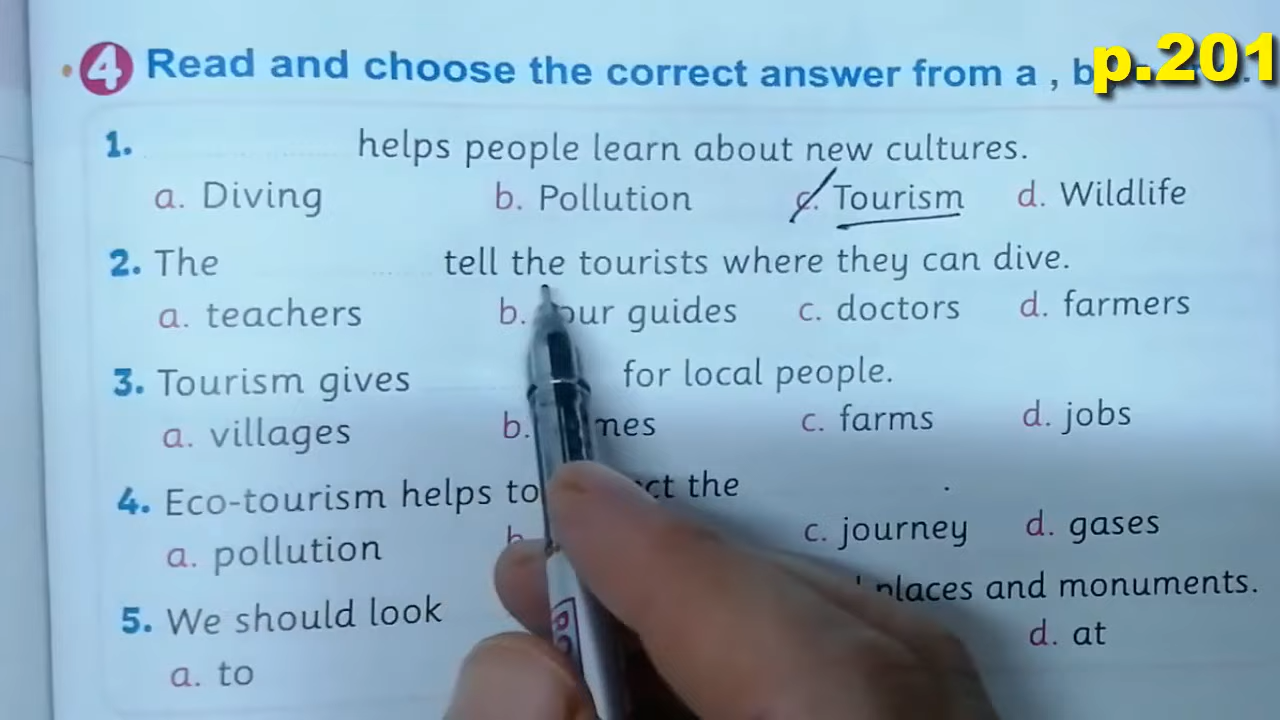 p.201
4 Read and choose the correct answer from a , b
1. helps people learn about new cultures.
a. Diving b. Pollution c. Tourism d. Wildlife
2. The tell the tourists where they can dive.
a. teachers b. our guides c. doctors d. farmers
3. Tourism gives for local people.
a. villages b. mes c. farms d. jobs
4. Eco-tourism helps to ct the .
a. pollution b. c. journey d. gases
5. We should look places and monuments.
a. to d. at